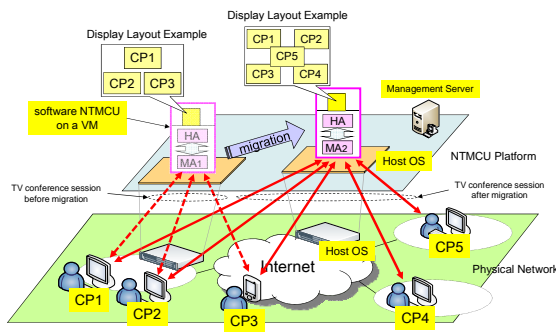 Display Layout Example
CP1
CP2
CP3
Display Layout Example
CP1
CP2
CP5
CP3
CP4
Management Server
software NTMCU
on a VM
HA
MA1
migration
HA
MA2
Host OS
NTMCU Platform
TV conference session
before migration
TV conference session
after migration
Host OS
Internet
CP5
Physical Network
CP1
CP2
CP3
CP4